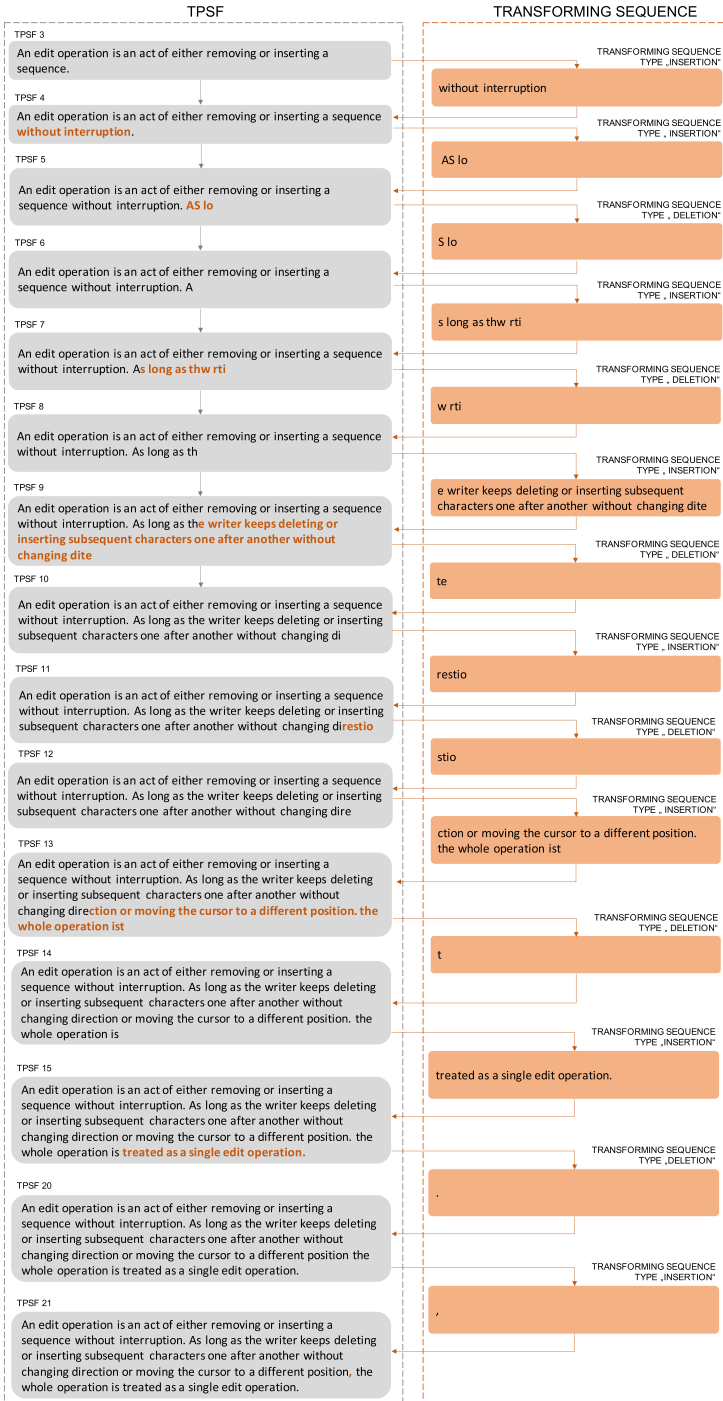 TPSF
TRANSFORMING SEQUENCE
TPSF 3
An edit operation is an act of either removing or inserting a
sequence.
TRANSFORMING SEQUENCE
TYPE „INSERTION“
without interruption
TPSF 4
An edit operation is an act of either removing or inserting a sequence
without interruption.
TRANSFORMING SEQUENCE
TYPE „ INSERTION“
AS lo
TPSF 5
An edit operation is an act of either removing or inserting a
sequence without interruption. AS lo
TRANSFORMING SEQUENCE
TYPE „ DELETION“
S lo
TPSF 6
An edit operation is an act of either removing or inserting a
sequence without interruption. A
TRANSFORMING SEQUENCE
TYPE „ INSERTION“
s long as thw rti
TPSF 7
An edit operation is an act of either removing or inserting a sequence
without interruption. As long as thw rti
TRANSFORMING SEQUENCE
TYPE „ DELETION“
w rti
TPSF 8
An edit operation is an act of either removing or inserting a sequence
without interruption. As long as th
TRANSFORMING SEQUENCE
TYPE „ INSERTION“
e writer keeps deleting or inserting subsequent
characters one after another without changing dite
TPSF 9
An edit operation is an act of either removing or inserting a sequence
without interruption. As long as the writer keeps deleting or
inserting subsequent characters one after another without
changing dite
TRANSFORMING SEQUENCE
TYPE „ DELETION“
te
TPSF 10
An edit operation is an act of either removing or inserting a sequence
without interruption. As long as the writer keeps deleting or inserting
subsequent characters one after another without changing di
TRANSFORMING SEQUENCE
TYPE „ INSERTION“
restio
TPSF 11
An edit operation is an act of either removing or inserting a sequence
without interruption. As long as the writer keeps deleting or inserting
subsequent characters one after another without changing direstio
TRANSFORMING SEQUENCE
TYPE „ DELETION“
stio
TPSF 12
An edit operation is an act of either removing or inserting a sequence
without interruption. As long as the writer keeps deleting or inserting
subsequent characters one after another without changing dire
TRANSFORMING SEQUENCE
TYPE „ INSERTION“
ction or moving the cursor to a different position.
the whole operation ist
TPSF 13
An edit operation is an act of either removing or inserting a
sequence without interruption. As long as the writer keeps deleting
or inserting subsequent characters one after another without
changing direction or moving the cursor to a different position. the
whole operation ist
TRANSFORMING SEQUENCE
TYPE „ DELETION“
t
TPSF 14
An edit operation is an act of either removing or inserting a
sequence without interruption. As long as the writer keeps deleting
or inserting subsequent characters one after another without
changing direction or moving the cursor to a different position. the
whole operation is
TRANSFORMING SEQUENCE
TYPE „INSERTION“
treated as a single edit operation.
TPSF 15
An edit operation is an act of either removing or inserting a
sequence without interruption. As long as the writer keeps deleting
or inserting subsequent characters one after another without
changing direction or moving the cursor to a different position. the
whole operation is treated as a single edit operation.
TRANSFORMING SEQUENCE
TYPE „DELETION“
.
TPSF 20
An edit operation is an act of either removing or inserting a
sequence without interruption. As long as the writer keeps deleting
or inserting subsequent characters one after another without
changing direction or moving the cursor to a different position the
whole operation is treated as a single edit operation.
TRANSFORMING SEQUENCE
TYPE „INSERTION“
,
TPSF 21
An edit operation is an act of either removing or inserting a
sequence without interruption. As long as the writer keeps deleting
or inserting subsequent characters one after another without
changing direction or moving the cursor to a different position, the
whole operation is treated as a single edit operation.